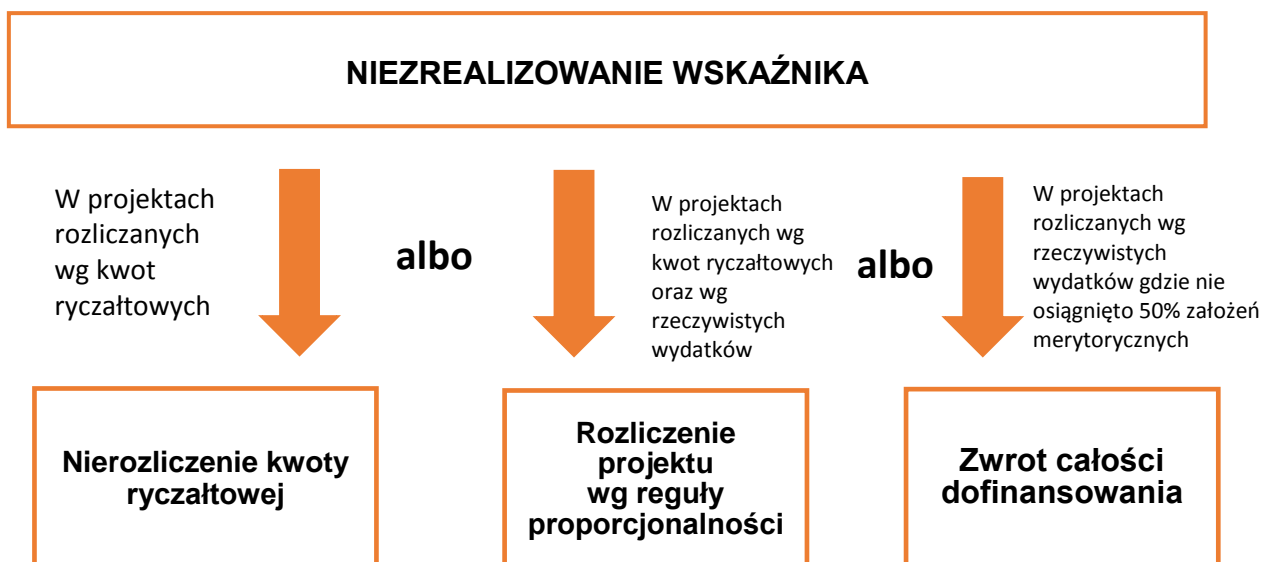 NIEZREALIZOWANIE WSKAŹNIKA
W projektach
rozliczanych
wg kwot
ryczałtowych
albo
W projektach
rozliczanych wg
kwot ryczałtowych
oraz wg
rzeczywistych
wydatków
albo
W projektach
rozliczanych wg
rzeczywistych
wydatków gdzie nie
osiągnięto 50% założeń
merytorycznych
Nierozliczenie kwoty
ryczałtowej
Rozliczenie
projektu
wg reguły
proporcjonalności
Zwrot całości
dofinansowania